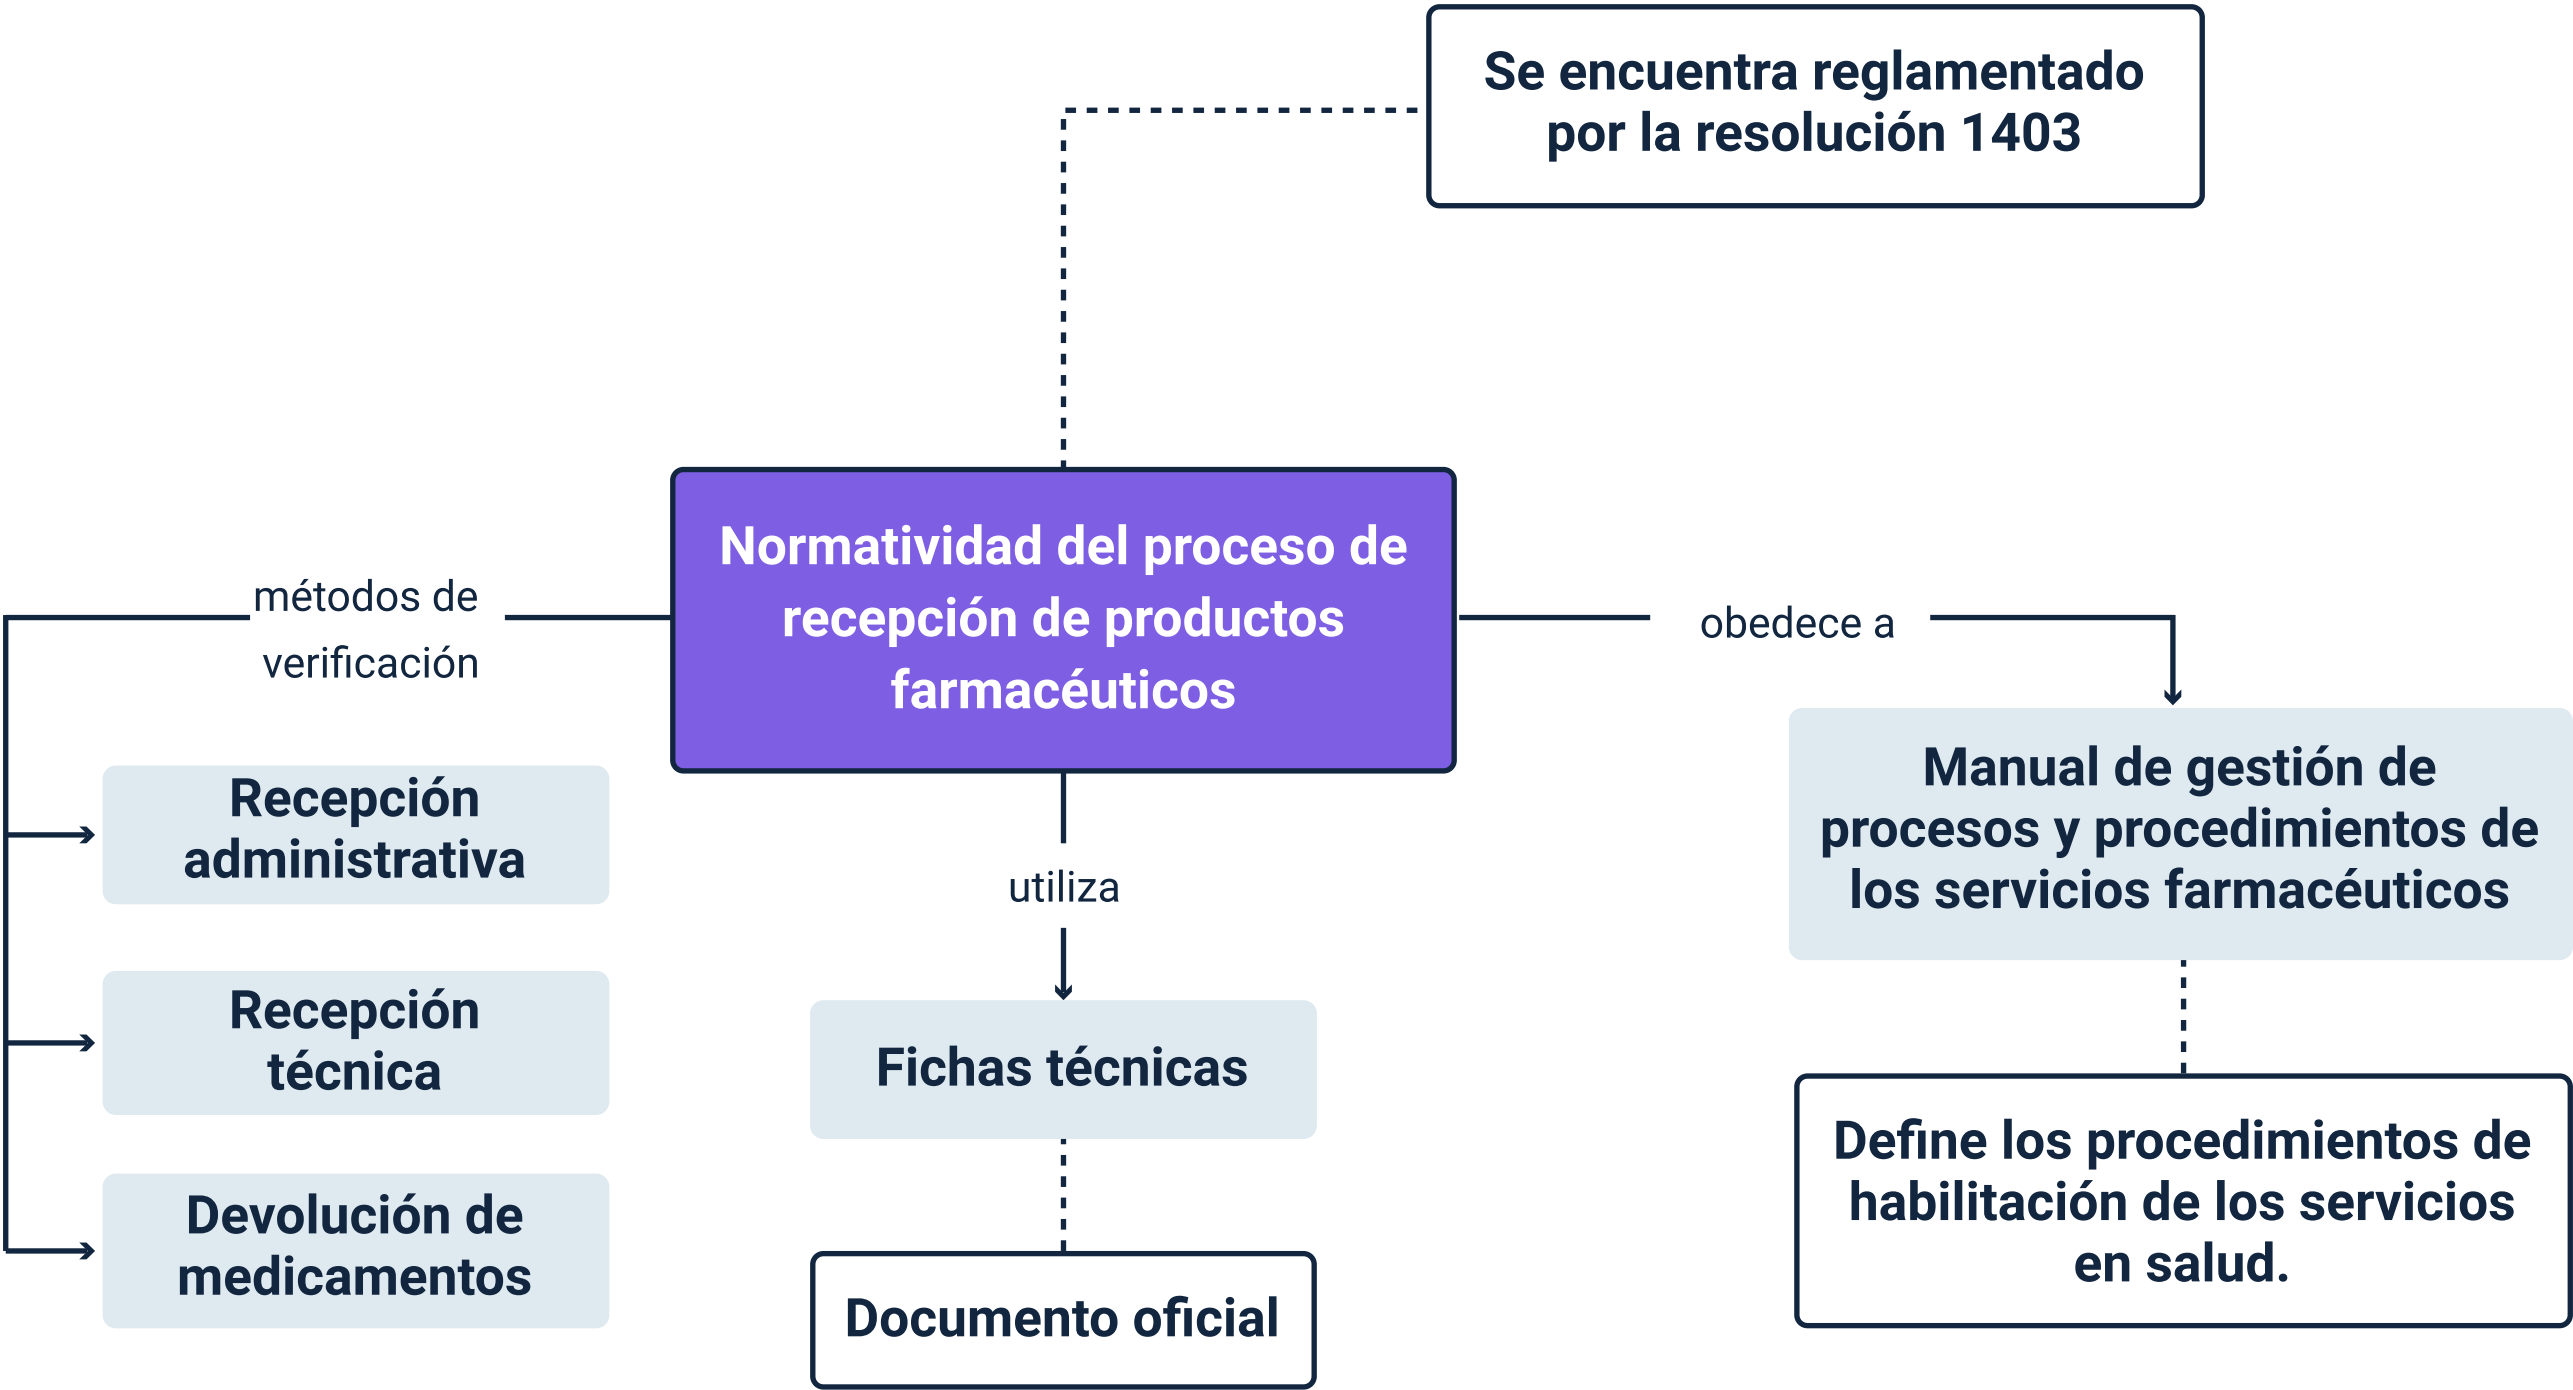 Se encuentra reglamentado
por la resolución 1403
Normatividad del proceso de
recepción de productos
farmacéuticos
métodos de
verificación
Recepción
administrativa
Recepción
técnica
Devolución de
medicamentos
utiliza
Fichas técnicas
Documento oficial
obedece a
Manual de gestión de
procesos y procedimientos de
los servicios farmacéuticos
Define los procedimientos de
habilitación de los servicios
en salud.